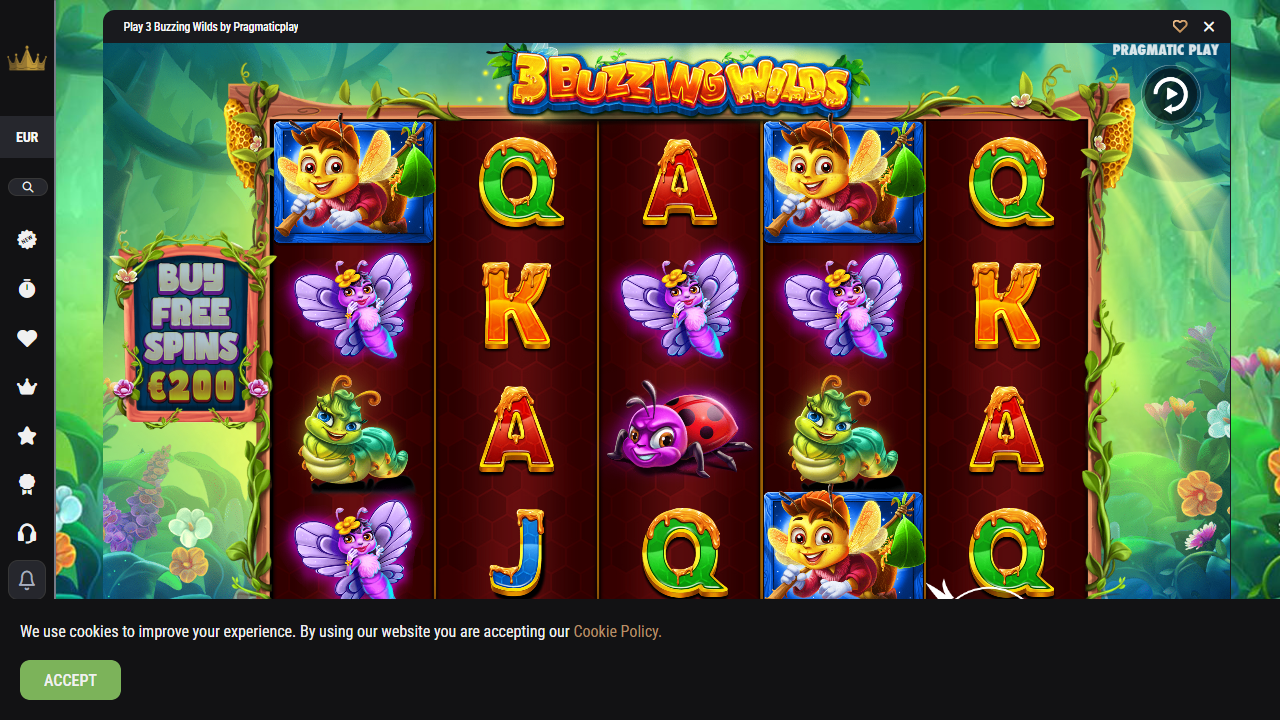 Play 3 Buzzing Wilds by Pragmaticplay
PRAGMATIC PLAY
3 BUZZING WILDS
EUR
NEW
Q A Q
K K
BUY
FREE
SPINS
€200
A A
J Q Q
We use cookies to improve your experience. By using our website you are accepting our Cookie Policy.
ACCEPT